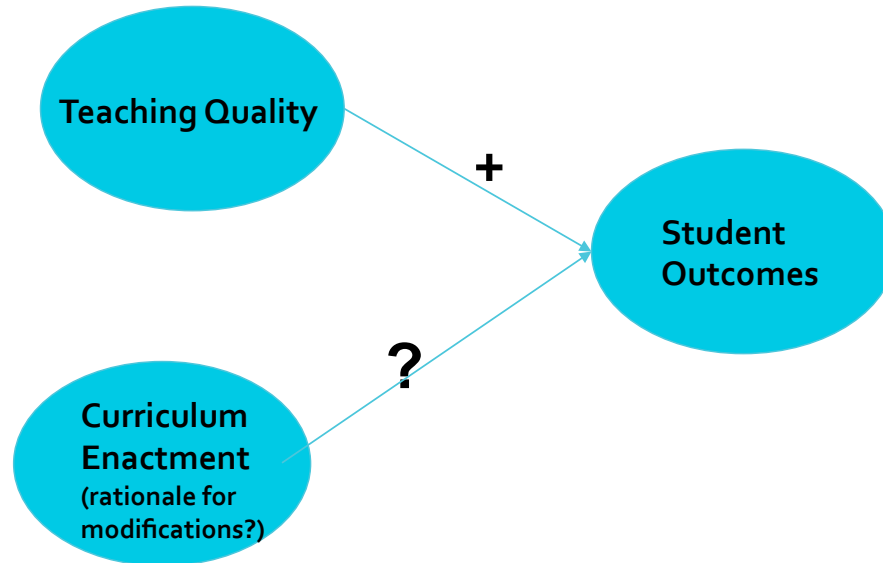 Teaching Quality
+
Student
Outcomes
?
Curriculum
Enactment
(rationale for
modifications?)